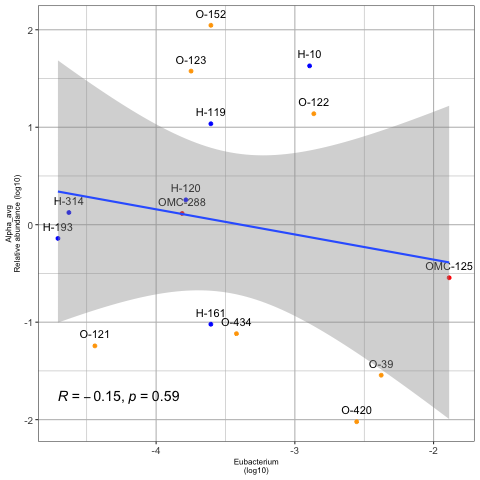 O-152
H-10
O-123
O-122
H-119
H-120
H-314
OMC-288
H-193
OMC-125
H-161
O-434
O-121
O-39
O-420
R = −0.15, p = 0.59
2
1
0
-1
-2
-4
-3
-2
Alpha_avg
Relative abundance (log10)
Eubacterium
(log10)